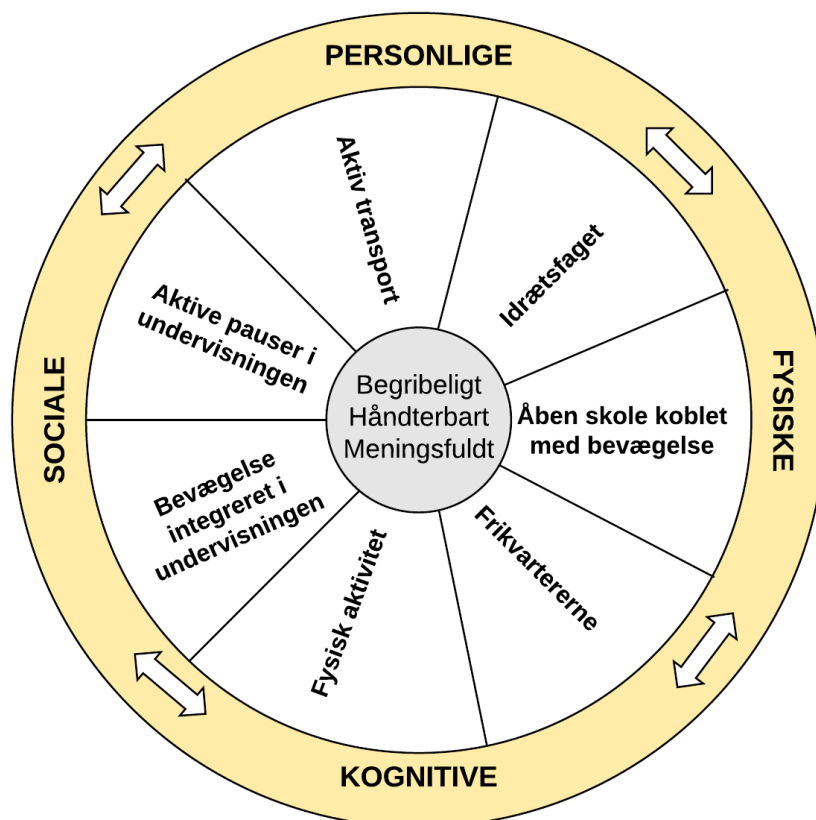 PERSONLIGE
Aktiv transport
Idrætsfaget
Aktive pauser i
undervisningen
SOCIALE
Begribeligt
Håndterbart
Meningsfuldt
Åben skole koblet
med bevægelse
FYSISKE
Bevægelse
integreret i
undervisningen
Fysisk aktivitet
Frikvartererne
KOGNITIVE